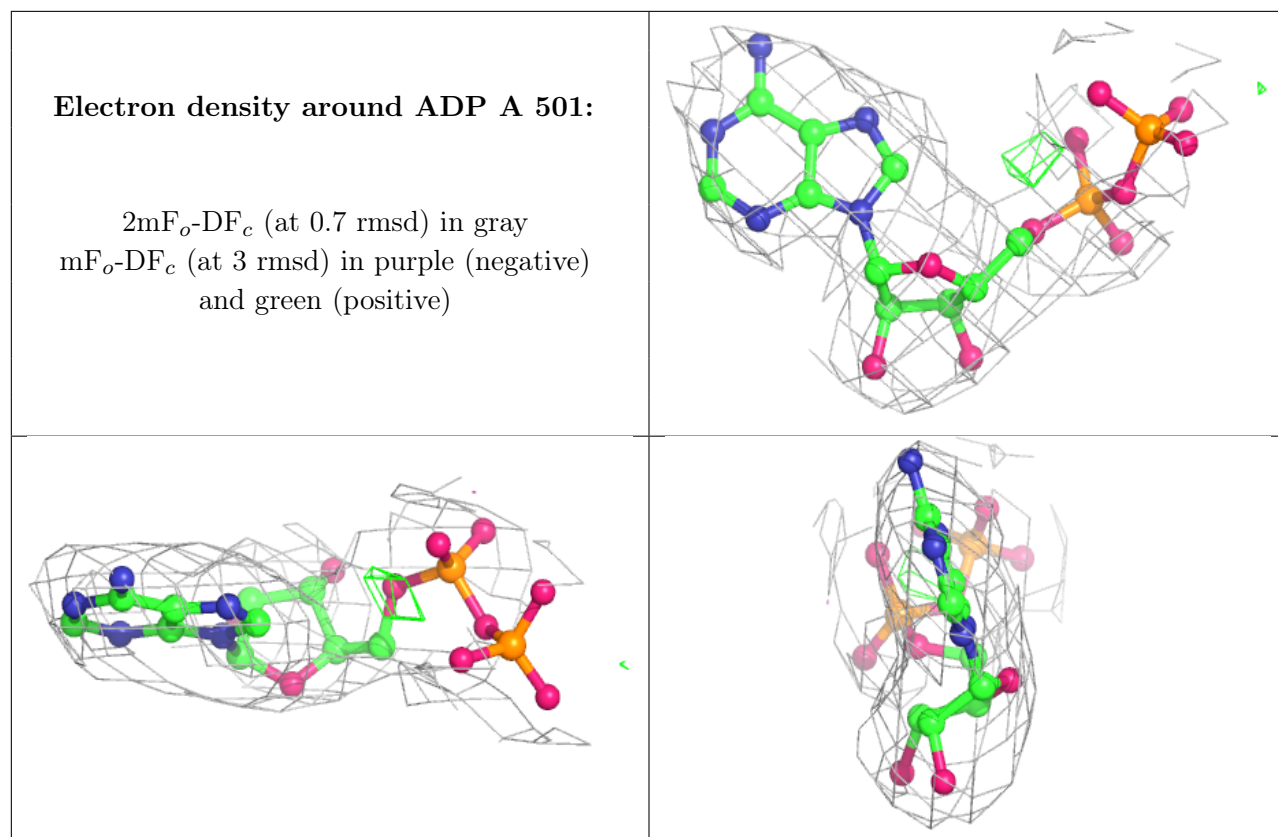 Electron density around ADP A 501:
2mFo-DFc (at 0.7 rmsd) in gray
mFo-DFc (at 3 rmsd) in purple (negative)
and green (positive)